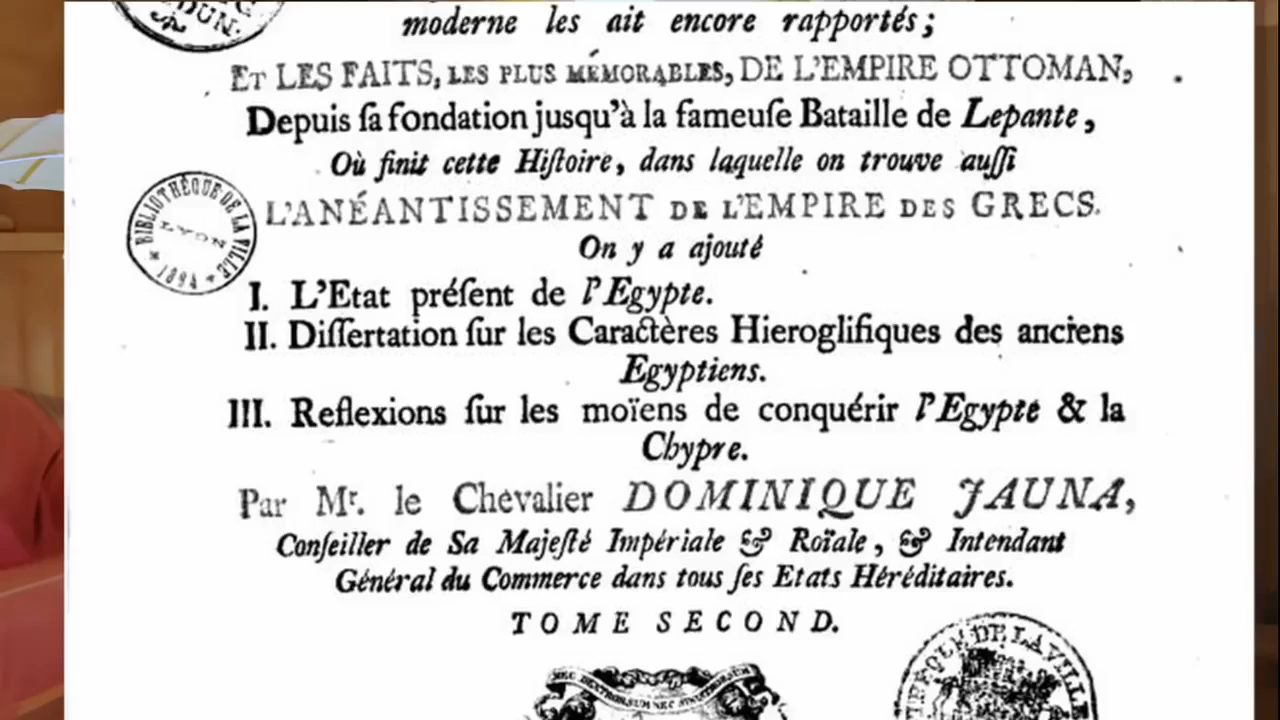 DUN.
moderne les ait encore rapportés;
ET LES FAITS, LES PLUS MÉMORABLES, DE L'EMPIRE OTTOMAN,
Depuis ſa fondation jusqu'à la fameuſe Bataille de Lepante,
Où finit cette Hiſtoire, dans laquelle on trouve auſſi
BIBLIOTHÈQUE DE LA VILLE
LYON
* 1894 *
L'ANÉANTISSEMENT DE L'EMPIRE DES GRECS.
On y a ajouté
I. L'Etat préſent de l'Egypte.
II. Diſſertation ſur les Caractères Hieroglifiques des anciens
Egyptiens.
III. Reflexions ſur les moïens de conquérir l'Egypte & la
Chypre.
Par Mr. le Chevalier DOMINIQUE JAUNA,
Conſeiller de Sa Majeſté Impériale & Roïale, & Intendant
Général du Commerce dans tous ſes Etats Héréditaires.
TOME SECOND.
DE LA VILLE